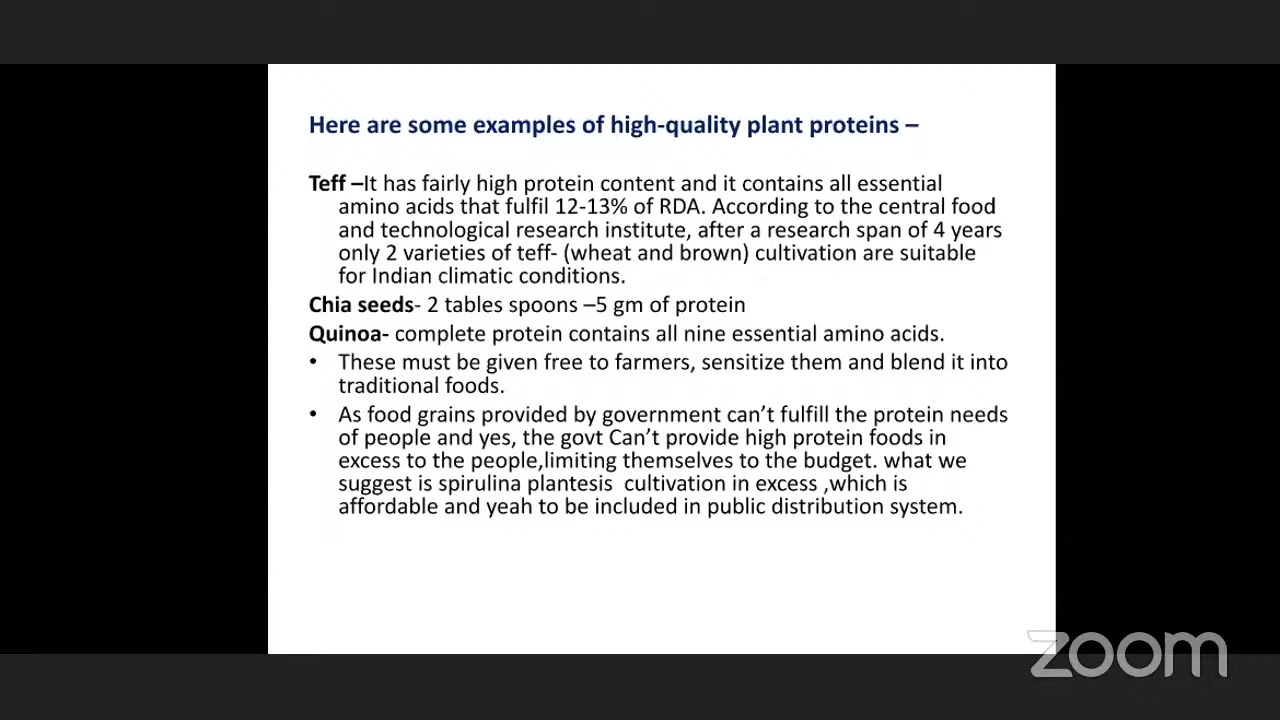 Here are some examples of high-quality plant proteins –
Teff –It has fairly high protein content and it contains all essential
amino acids that fulfil 12-13% of RDA. According to the central food
and technological research institute, after a research span of 4 years
only 2 varieties of teff- (wheat and brown) cultivation are suitable
for Indian climatic conditions.
Chia seeds- 2 tables spoons –5 gm of protein
Quinoa- complete protein contains all nine essential amino acids.
• These must be given free to farmers, sensitize them and blend it into
traditional foods.
• As food grains provided by government can’t fulfill the protein needs
of people and yes, the govt Can’t provide high protein foods in
excess to the people,limiting themselves to the budget. what we
suggest is spirulina plantesis cultivation in excess ,which is
affordable and yeah to be included in public distribution system.
zoom